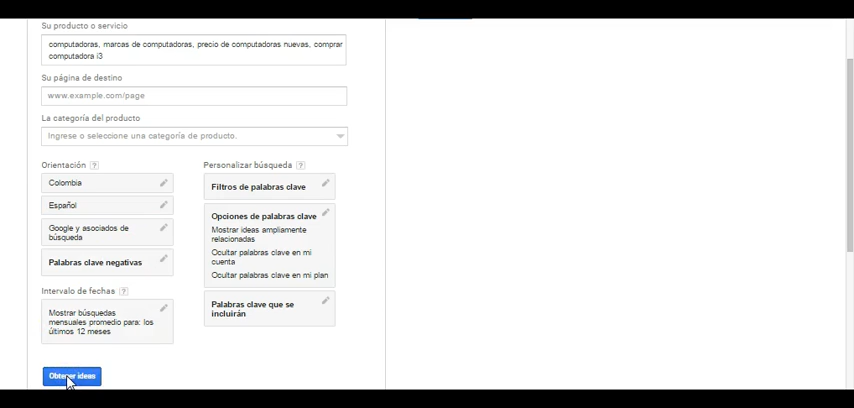 Su producto o servicio
computadoras, marcas de computadoras, precio de computadoras nuevas, comprar
computadora i3
Su página de destino
www.example.com/page
La categoría del producto
Ingrese o seleccione una categoría de producto.
Orientación ?
Colombia
Español
Google y asociados de
búsqueda
Palabras clave negativas
Intervalo de fechas ?
Mostrar búsquedas
mensuales promedio para: los
últimos 12 meses
Personalizar búsqueda ?
Filtros de palabras clave
Opciones de palabras clave
Mostrar ideas ampliamente
relacionadas
Ocultar palabras clave en mi
cuenta
Ocultar palabras clave en mi plan
Palabras clave que se
incluirán
Obtener ideas